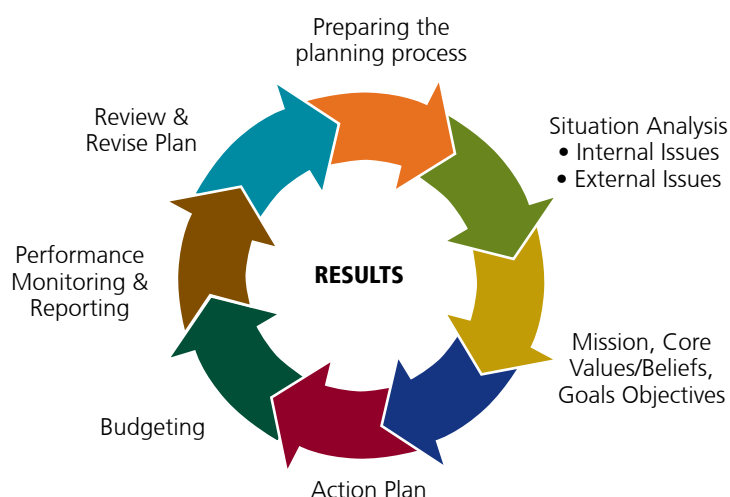 Preparing the
planning process
Situation Analysis
• Internal Issues
• External Issues
Mission, Core
Values/Beliefs,
Goals Objectives
Action Plan
Budgeting
Performance
Monitoring &
Reporting
Review &
Revise Plan
RESULTS